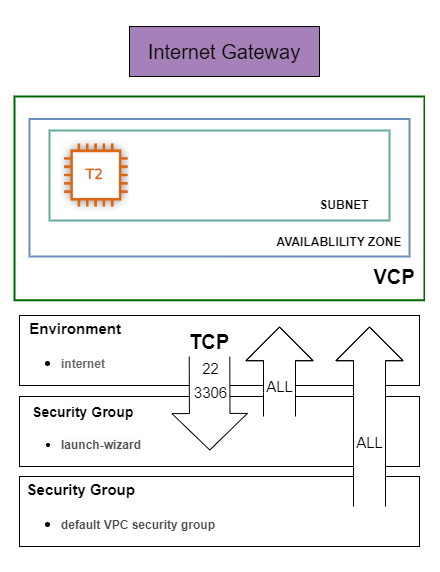 Internet Gateway
T2
SUBNET
AVAILABLILITY ZONE
VCP
Environment
internet
TCP
22
3306
ALL
Security Group
launch-wizard
ALL
Security Group
default VPC security group